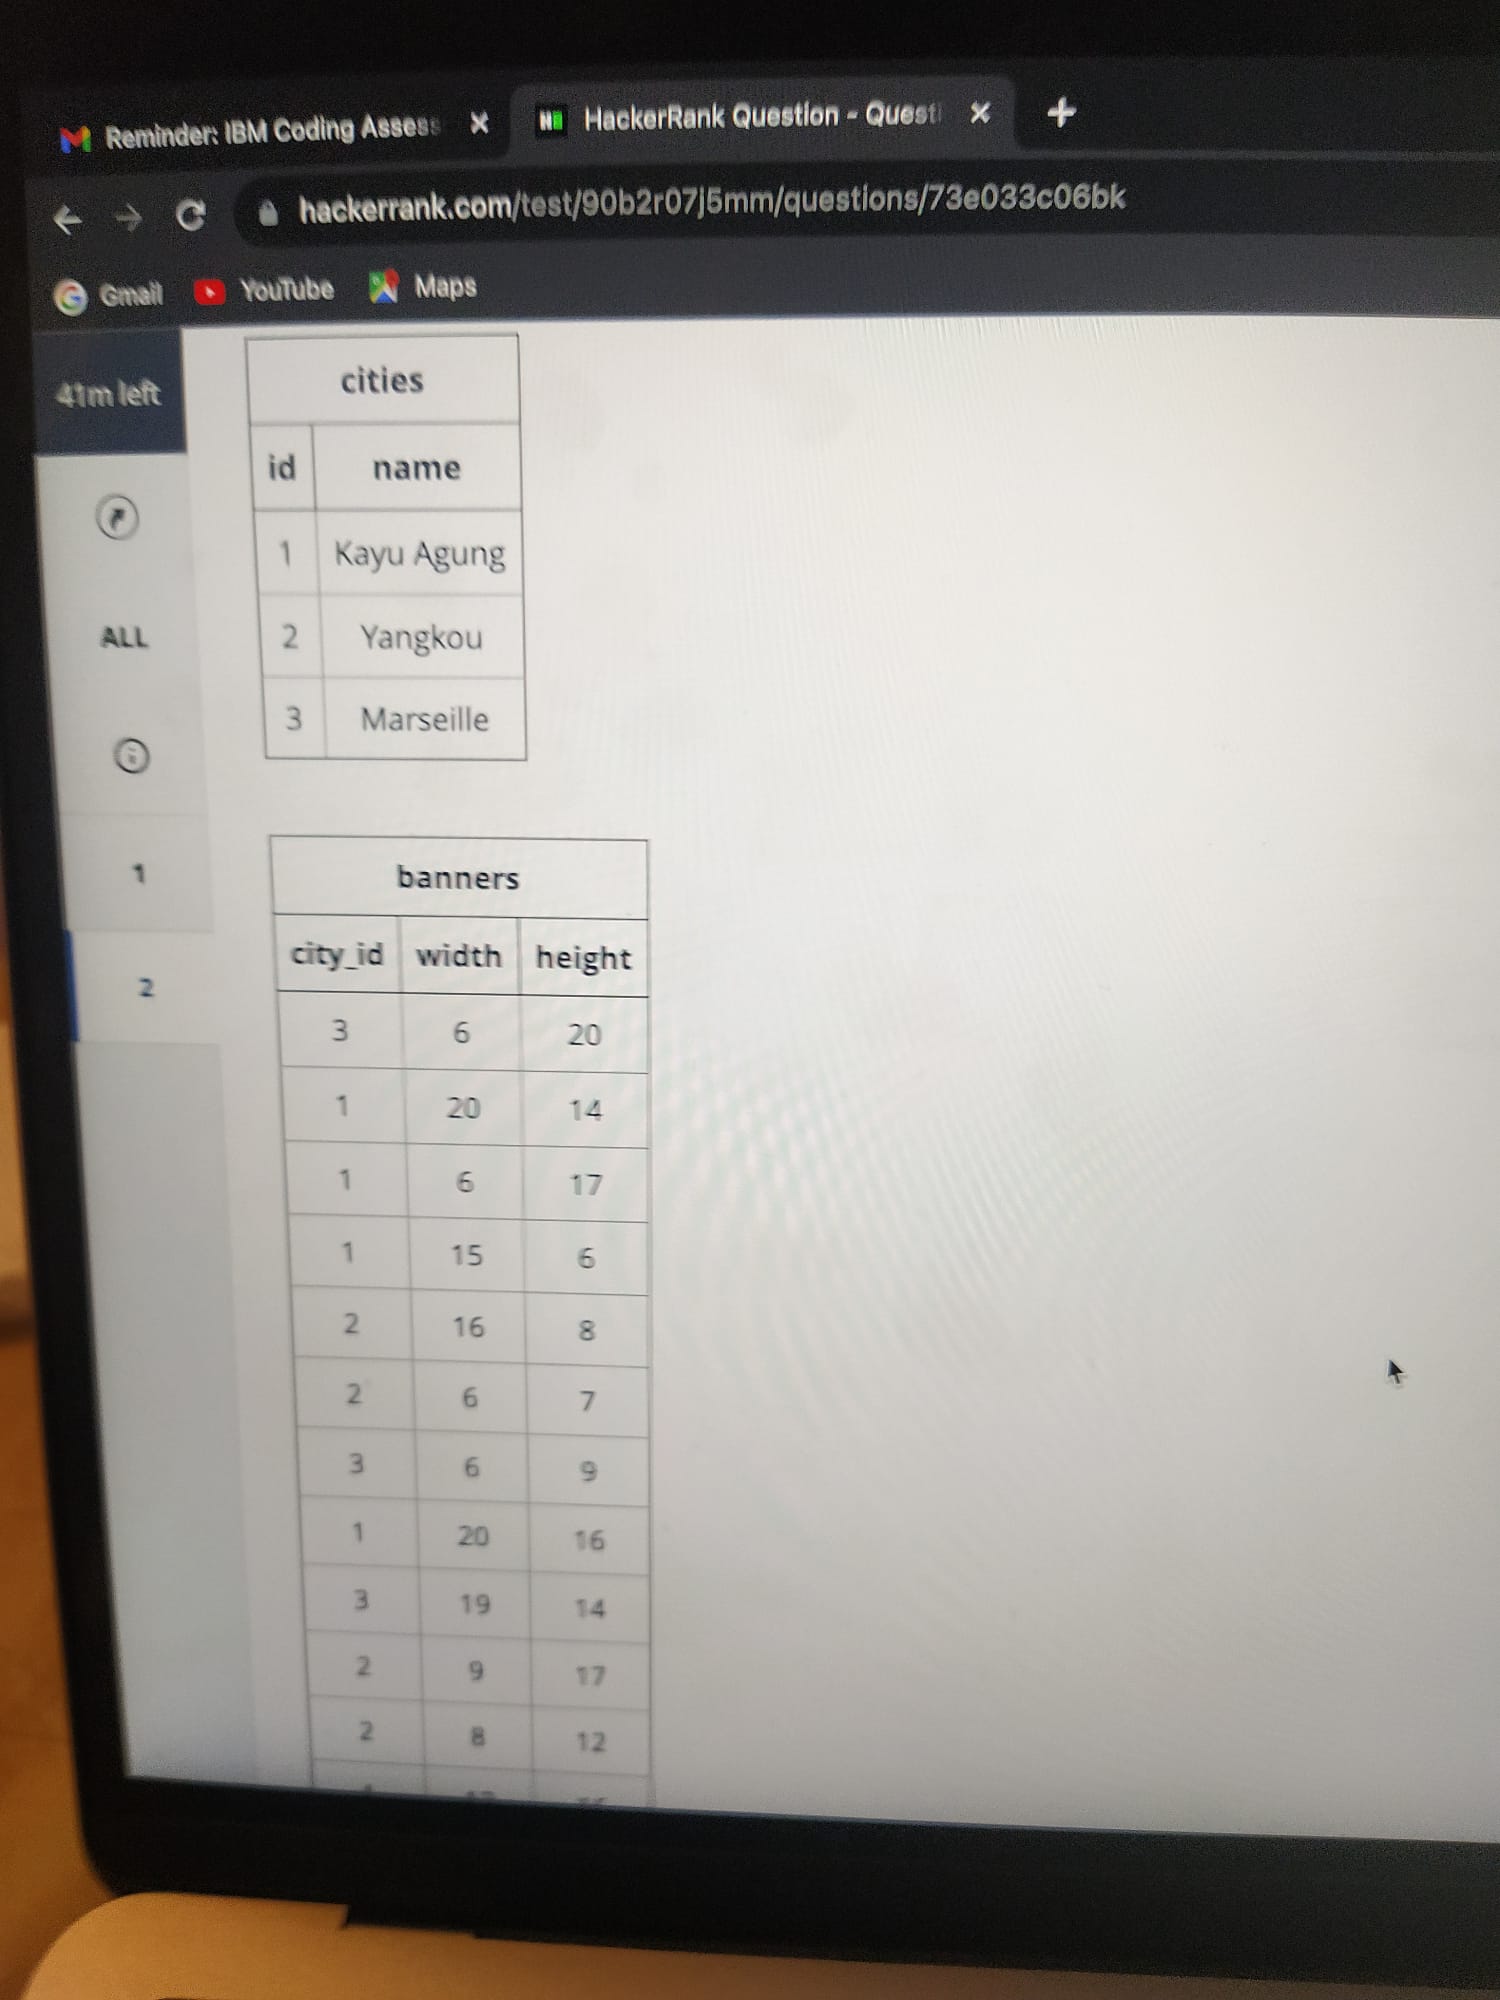 Reminder: IBM Coding Assess
HackerRank Question - Questi
hackerrank.com/test/90b2r07j5mm/questions/73e033c06bk
Gmail YouTube Maps
41m left
ALL
1
2
cities
id name
1 Kayu Agung
2 Yangkou
3 Marseille
banners
city_id width height
3 6 20
1 20 14
1 6 17
1 15 6
2 16 8
2 6 7
3 6 9
1 20 16
3 19 14
2 9 17
2 8 12